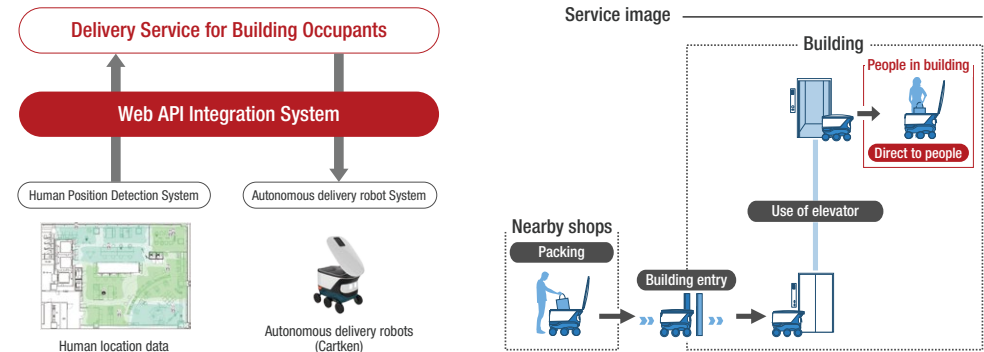 Delivery Service for Building Occupants
Web API Integration System
Human Position Detection System
Autonomous delivery robot System
Human location data
Autonomous delivery robots
(Cartken)
Service image
Building
People in building
Direct to people
Use of elevator
Nearby shops
Packing
Building entry